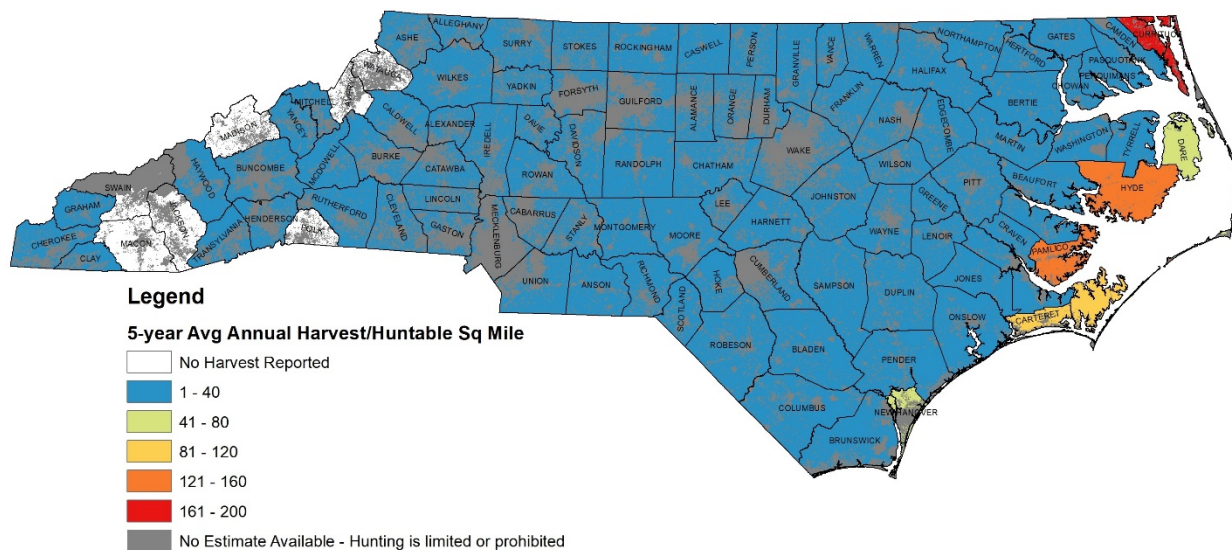 ALLEGHANY
ASHE
SURRY
STOKES
ROCKINGHAM
CASWELL
PERSON
GRANVILLE
VANCE
WARREN
NORTHAMPTON
HERTFORD
GATES
CAMDEN
CURRITUCK
PASQUOTANK
PERQUIMANS
CHOWAN
WATAUGA
WILKES
YADKIN
FORSYTH
GUILFORD
ALAMANCE
ORANGE
DURHAM
FRANKLIN
HALIFAX
BERTIE
MITCHELL
YANCEY
MADISON
CALDWELL
ALEXANDER
IREDELL
DAVIE
DAVIDSON
RANDOLPH
CHATHAM
WAKE
NASH
EDGECOMBE
MARTIN
WASHINGTON
TYRRELL
DARE
SWAIN
HAYWOOD
BUNCOMBE
MCDOWELL
BURKE
CATAWBA
ROWAN
JOHNSTON
WILSON
PITT
BEAUFORT
HYDE
GRAHAM
JACKSON
HENDERSON
RUTHERFORD
CLEVELAND
LINCOLN
GASTON
MECKLENBURG
CABARRUS
STANLY
MONTGOMERY
MOORE
LEE
HARNETT
WAYNE
GREENE
LENOIR
CRAVEN
PAMLICO
CHEROKEE
CLAY
MACON
TRANSYLVANIA
POLK
UNION
ANSON
RICHMOND
SCOTLAND
HOKE
CUMBERLAND
SAMPSON
DUPLIN
JONES
ONSLOW
CARTERET
ROBESON
BLADEN
PENDER
COLUMBUS
NEW HANOVER
BRUNSWICK
Legend
5-year Avg Annual Harvest/Huntable Sq Mile
No Harvest Reported
1 - 40
41 - 80
81 - 120
121 - 160
161 - 200
No Estimate Available - Hunting is limited or prohibited